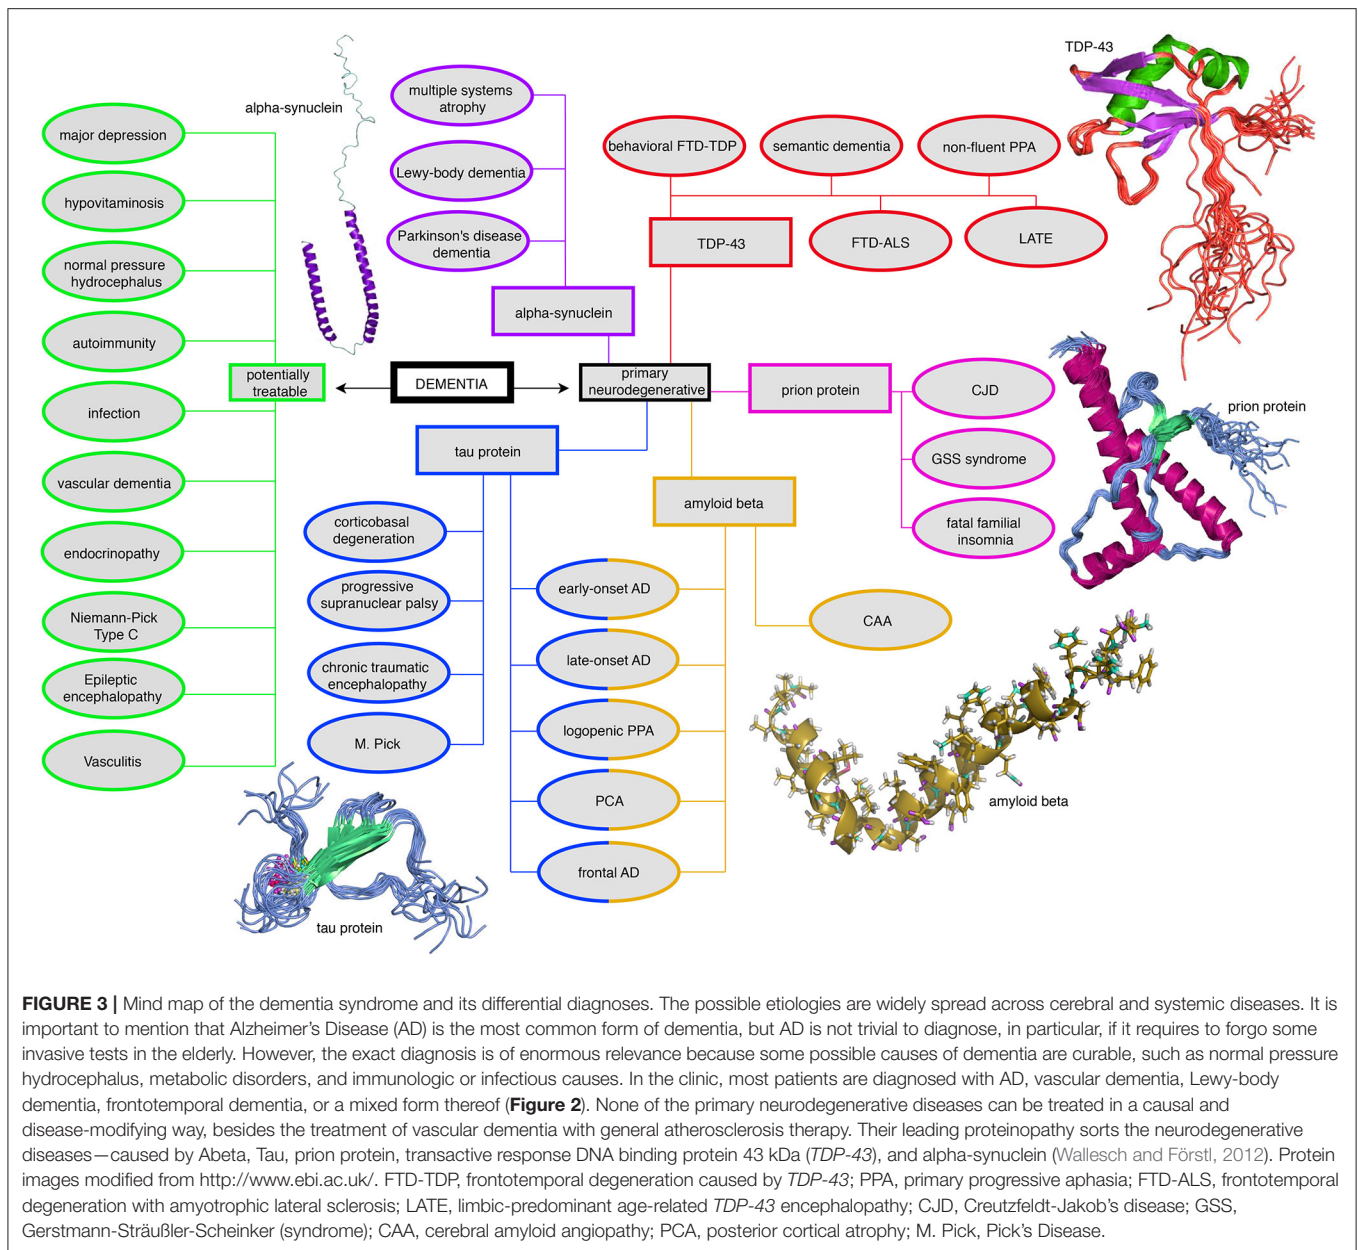 alpha-synuclein
multiple systems
atrophy
TDP-43
major depression
behavioral FTD-TDP
semantic dementia
non-fluent PPA
Lewy-body dementia
hypovitaminosis
Parkinson's disease
dementia
TDP-43
FTD-ALS
LATE
normal pressure
hydrocephalus
alpha-synuclein
autoimmunity
potentially
treatable
DEMENTIA
primary
neurodegenerative
prion protein
CJD
prion protein
infection
tau protein
GSS syndrome
vascular dementia
amyloid beta
corticobasal
degeneration
fatal familial
insomnia
endocrinopathy
progressive
supranuclear palsy
early-onset AD
CAA
Niemann-Pick
Type C
chronic traumatic
encephalopathy
late-onset AD
Epileptic
encephalopathy
M. Pick
logopenic PPA
Vasculitis
PCA
amyloid beta
frontal AD
tau protein
FIGURE 3 | Mind map of the dementia syndrome and its differential diagnoses. The possible etiologies are widely spread across cerebral and systemic diseases. It is
important to mention that Alzheimer's Disease (AD) is the most common form of dementia, but AD is not trivial to diagnose, in particular, if it requires to forgo some
invasive tests in the elderly. However, the exact diagnosis is of enormous relevance because some possible causes of dementia are curable, such as normal pressure
hydrocephalus, metabolic disorders, and immunologic or infectious causes. In the clinic, most patients are diagnosed with AD, vascular dementia, Lewy-body
dementia, frontotemporal dementia, or a mixed form thereof (Figure 2). None of the primary neurodegenerative diseases can be treated in a causal and
disease-modifying way, besides the treatment of vascular dementia with general atherosclerosis therapy. Their leading proteinopathy sorts the neurodegenerative
diseases—caused by Abeta, Tau, prion protein, transactive response DNA binding protein 43 kDa (TDP-43), and alpha-synuclein (Wallesch and Förstl, 2012). Protein
images modified from http://www.ebi.ac.uk/. FTD-TDP, frontotemporal degeneration caused by TDP-43; PPA, primary progressive aphasia; FTD-ALS, frontotemporal
degeneration with amyotrophic lateral sclerosis; LATE, limbic-predominant age-related TDP-43 encephalopathy; CJD, Creutzfeldt-Jakob's disease; GSS,
Gerstmann-Sträußler-Scheinker (syndrome); CAA, cerebral amyloid angiopathy; PCA, posterior cortical atrophy; M. Pick, Pick's Disease.